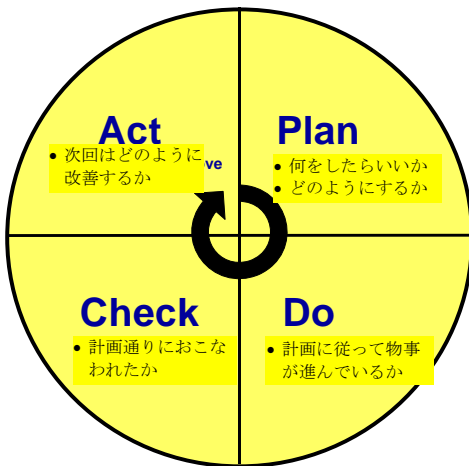 Plan
• 何をしたらいいか
• どのようにするか
Do
• 計画に従って物事
が進んでいるか
Check
• 計画通りにおこな
われたか
Act
• 次回はどのように
改善するか
ove